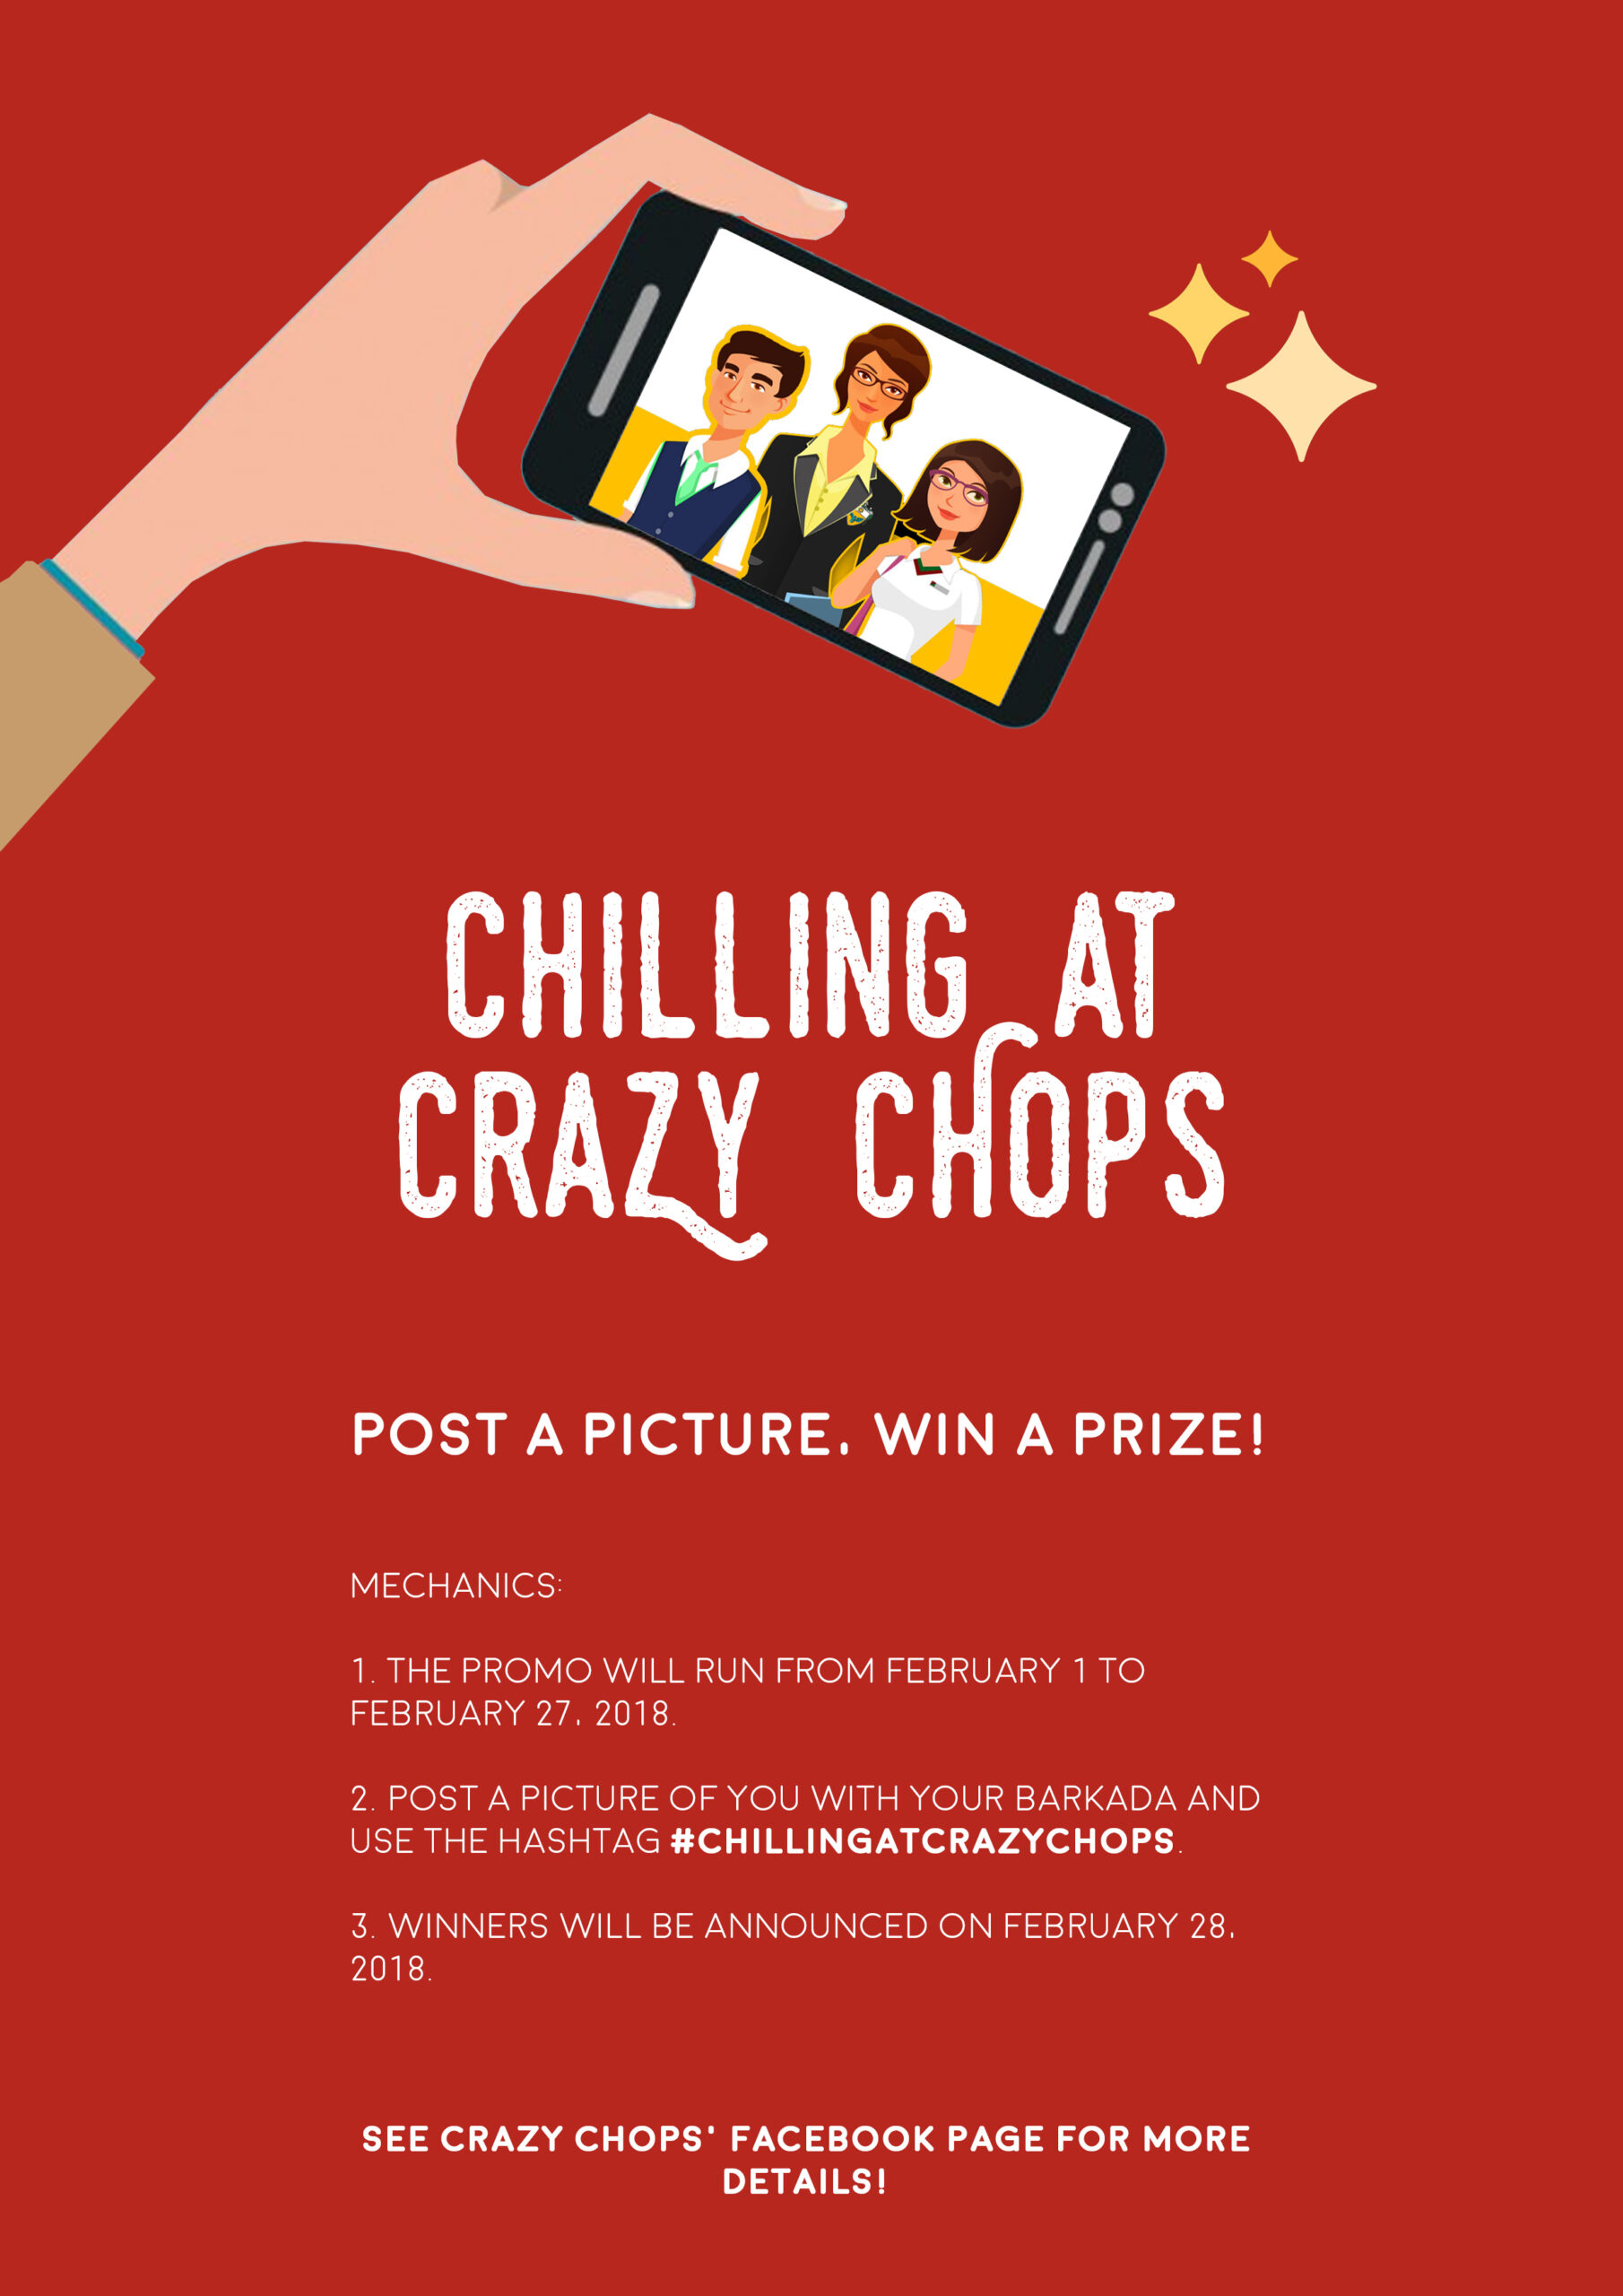 CHILLING AT
CRAZY CHOPS
POST A PICTURE, WIN A PRIZE!
MECHANICS:
1. THE PROMO WILL RUN FROM FEBRUARY 1 TO
FEBRUARY 27, 2018.
2. POST A PICTURE OF YOU WITH YOUR BARKADA AND
USE THE HASHTAG #CHILLINGATCRAZYCHOPS.
3. WINNERS WILL BE ANNOUNCED ON FEBRUARY 28,
2018.
SEE CRAZY CHOPS' FACEBOOK PAGE FOR MORE
DETAILS!